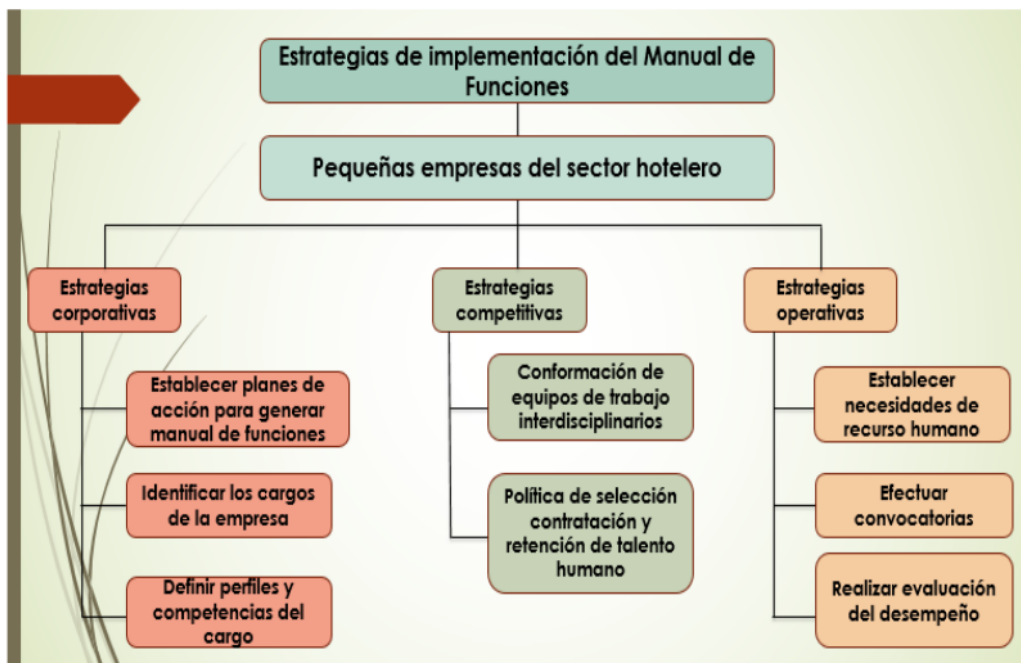 Estrategias de implementación del Manual de
Funciones
Pequeñas empresas del sector hotelero
Estrategias
corporativas
Establecer planes de
acción para generar
manual de funciones
Identificar los cargos
de la empresa
Definir perfiles y
competencias del
cargo
Estrategias
competitivas
Conformación de
equipos de trabajo
interdisciplinarios
Política de selección
contratación y
retención de talento
humano
Estrategias
operativas
Establecer
necesidades de
recurso humano
Efectuar
convocatorias
Realizar evaluación
del desempeño